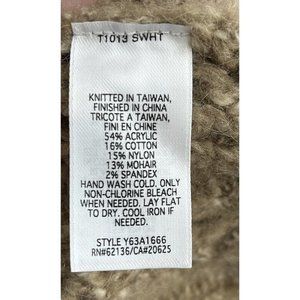 T1013 SWHT
KNITTED IN TAIWAN,
FINISHED IN CHINA
TRICOTE A TAIWAN,
FINI EN CHINE
54% ACRYLIC
16% COTTON
15% NYLON
13% MOHAIR
2% SPANDEX
HAND WASH COLD. ONLY
NON-CHLORINE BLEACH
WHEN NEEDED. LAY FLAT
TO DRY. COOL IRON IF
NEEDED.
STYLE Y63A1666
RN#62136/CA#20625